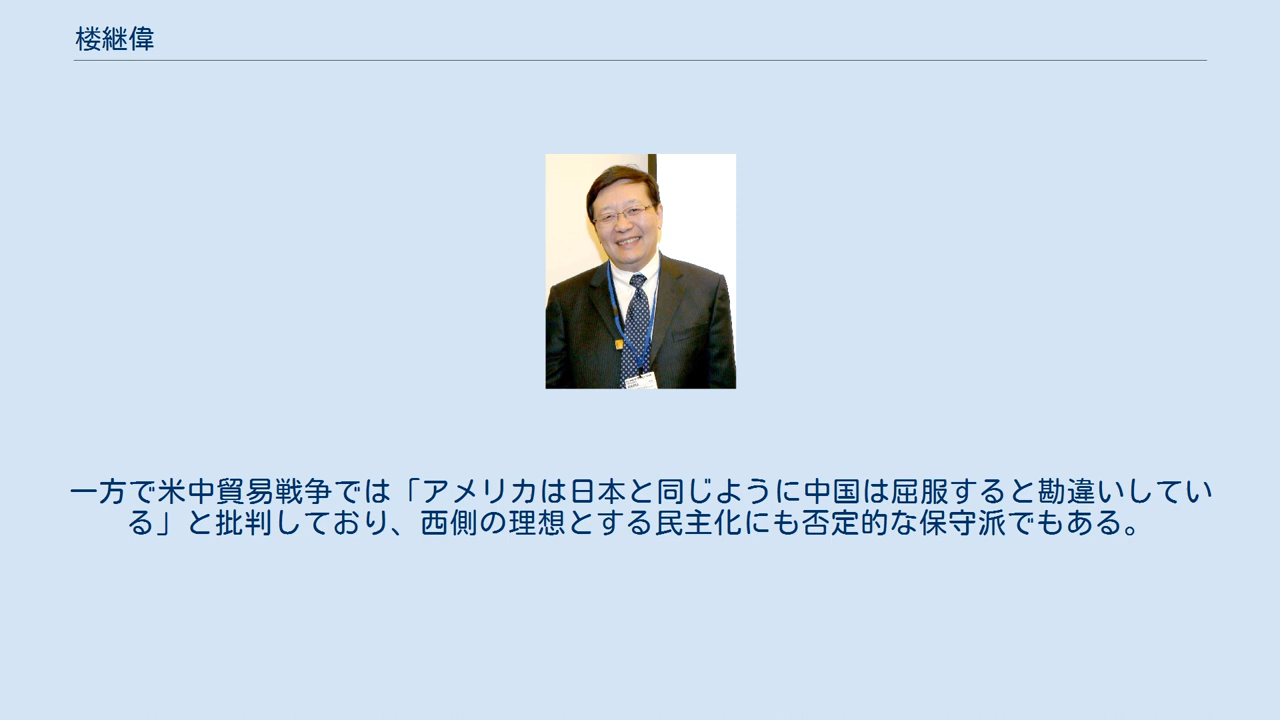 楼継偉
一方で米中貿易戦争では「アメリカは日本と同じように中国は屈服すると勘違いしてい
る」と批判しており、西側の理想とする民主化にも否定的な保守派でもある。